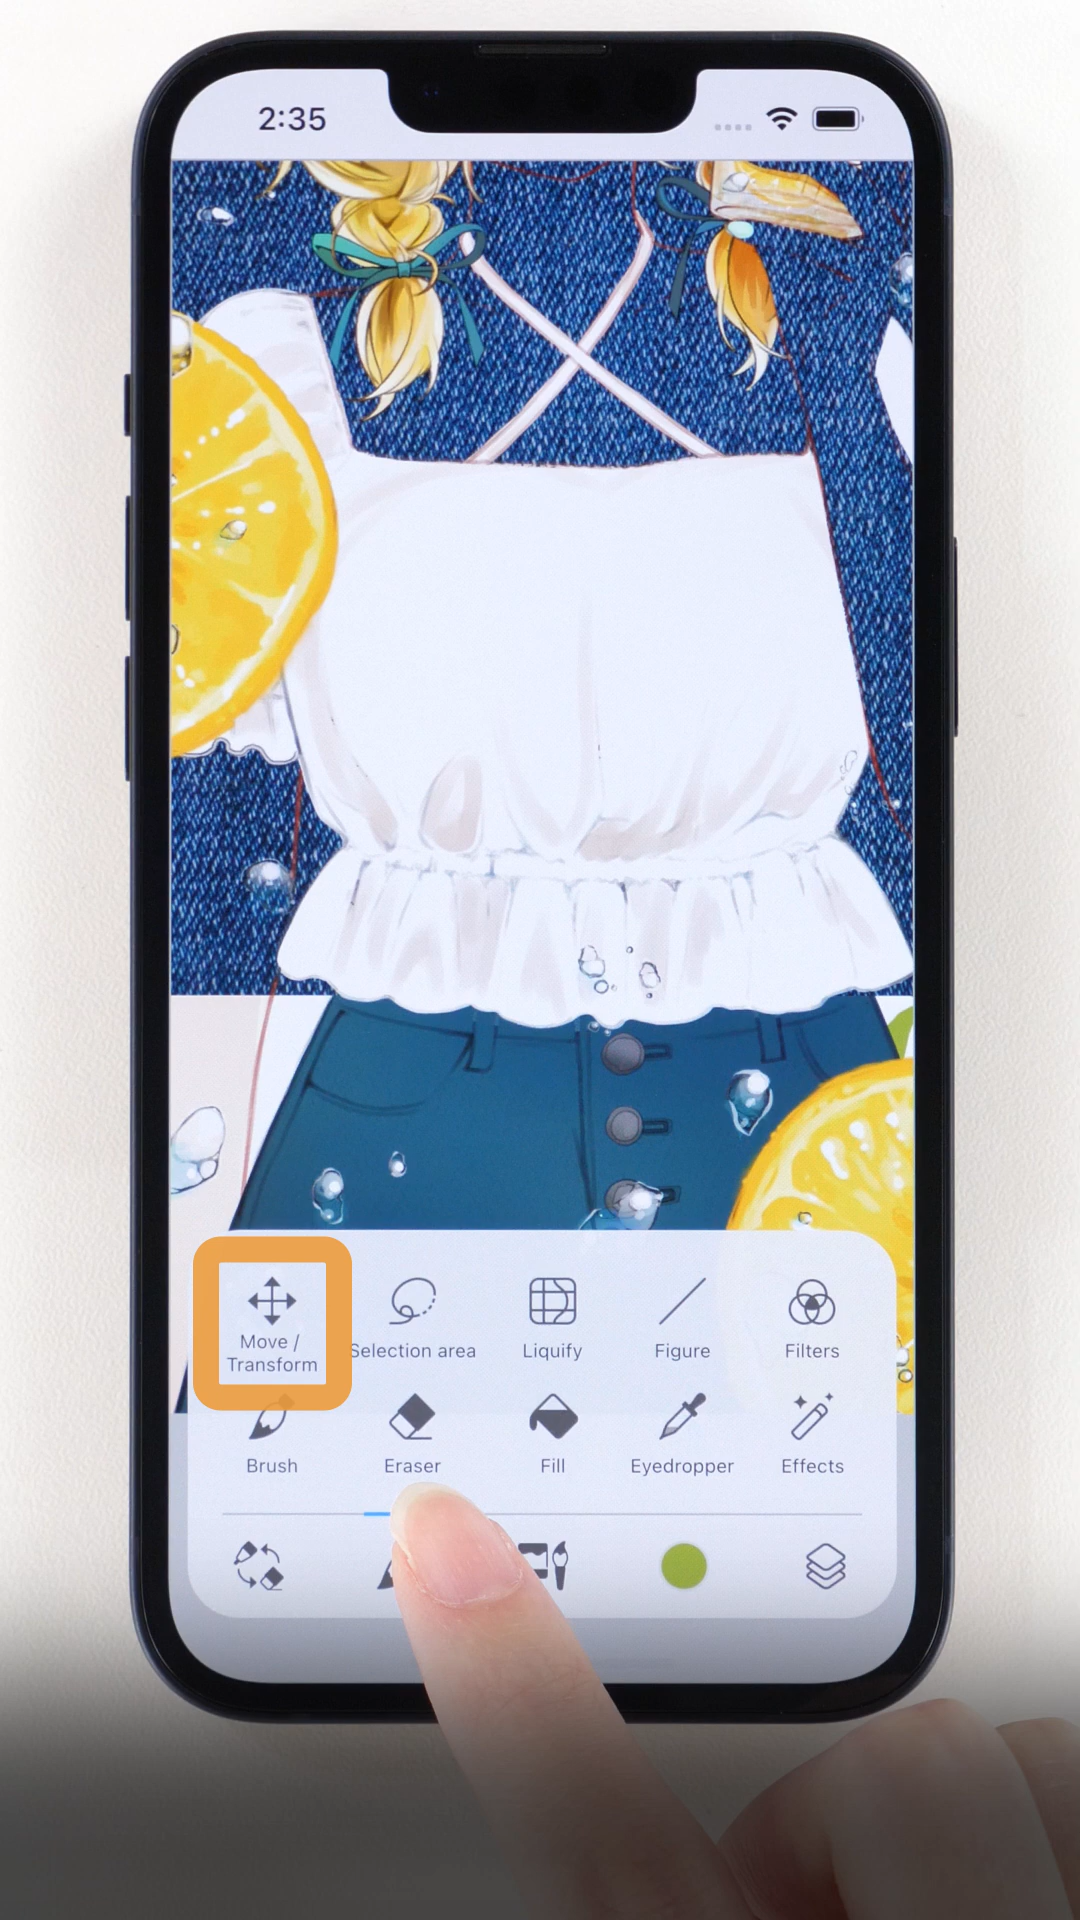 2:35
Move /
Transform
Selection area
Liquify
Figure
Filters
Brush
Eraser
Fill
Eyedropper
Effects